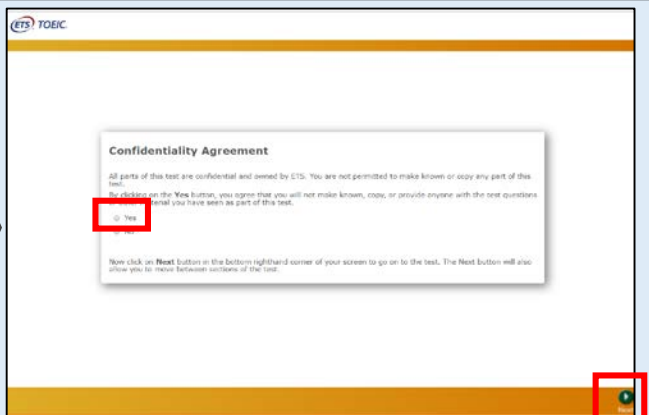 ETS TOEIC
Confidentiality Agreement
All parts of this test are confidential and owned by ETS. You are not permitted to make known or copy any part of this
test.
By clicking on the Yes button, you agree that you will not make known, copy, or provide anyone with the test questions
you have seen as part of this test.
Yes
Now click on Next button in the bottom righthand corner of your screen to go on to the test. The Next button will also
allow you to move between sections of the test.
Next